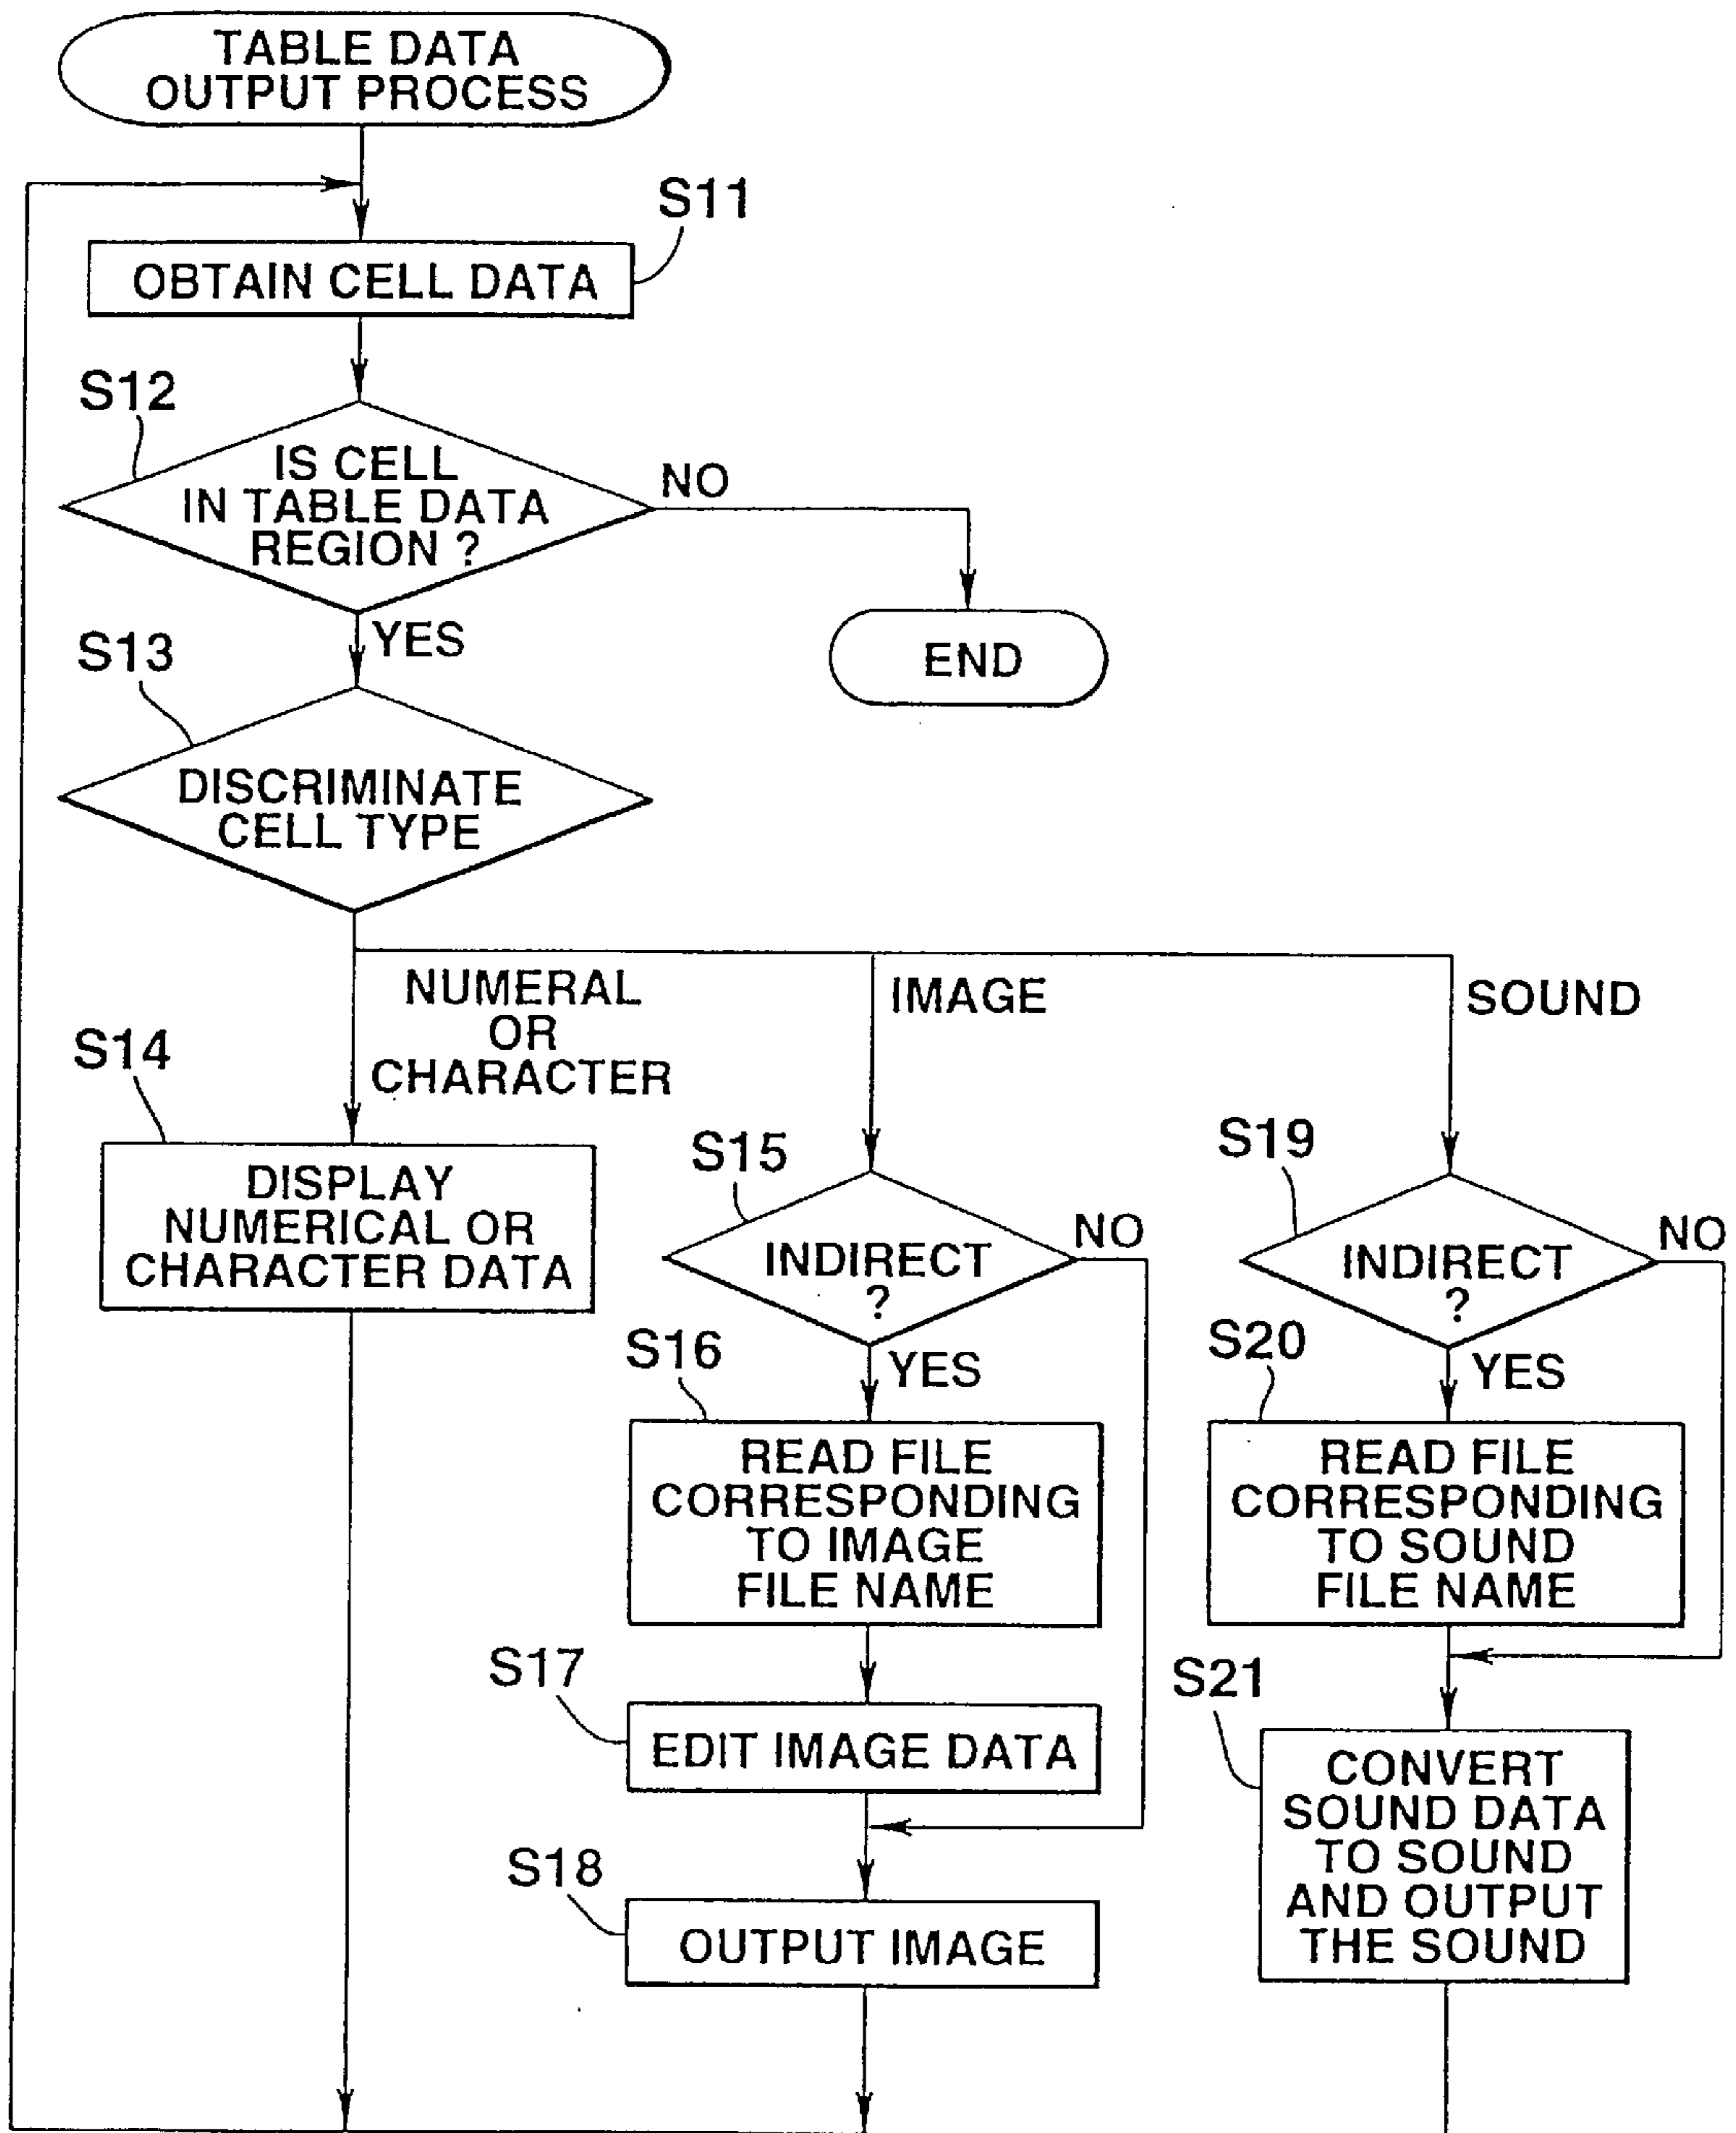 TABLE DATA
OUTPUT PROCESS
S11
OBTAIN CELL DATA
S12
IS CELL
IN TABLE DATA
REGION ?
NO
END
YES
S13
DISCRIMINATE
CELL TYPE
NUMERAL
OR
CHARACTER
IMAGE
SOUND
S14
DISPLAY
NUMERICAL OR
CHARACTER DATA
S15
INDIRECT
?
NO
YES
S16
READ FILE
CORRESPONDING
TO IMAGE
FILE NAME
S17
EDIT IMAGE DATA
S18
OUTPUT IMAGE
S19
INDIRECT
?
NO
YES
S20
READ FILE
CORRESPONDING
TO SOUND
FILE NAME
S21
CONVERT
SOUND DATA
TO SOUND
AND OUTPUT
THE SOUND